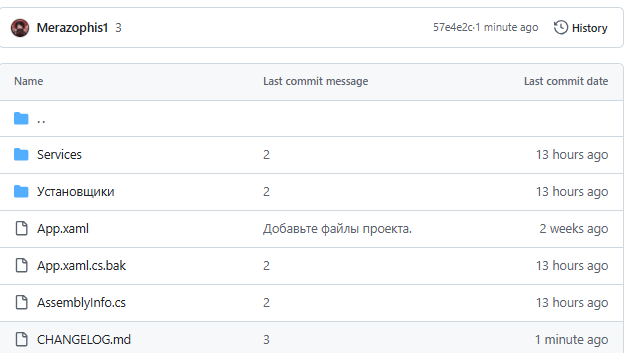 Merazophis1 3 57e4e2c·1 minute ago History
Name Last commit message Last commit date
..
Services 2 13 hours ago
Установщики 2 13 hours ago
App.xaml Добавьте файлы проекта. 2 weeks ago
App.xaml.cs.bak 2 13 hours ago
AssemblyInfo.cs 2 13 hours ago
CHANGELOG.md 3 1 minute ago